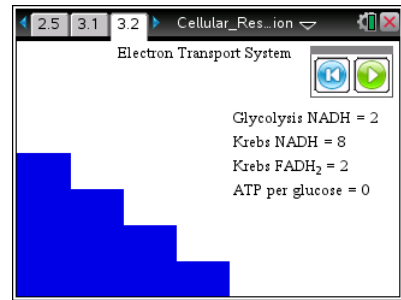 2.5 3.1 3.2 Cellular_Res...ion
Electron Transport System
Glycolysis NADH = 2
Krebs NADH = 8
Krebs FADH₂ = 2
ATP per glucose = 0